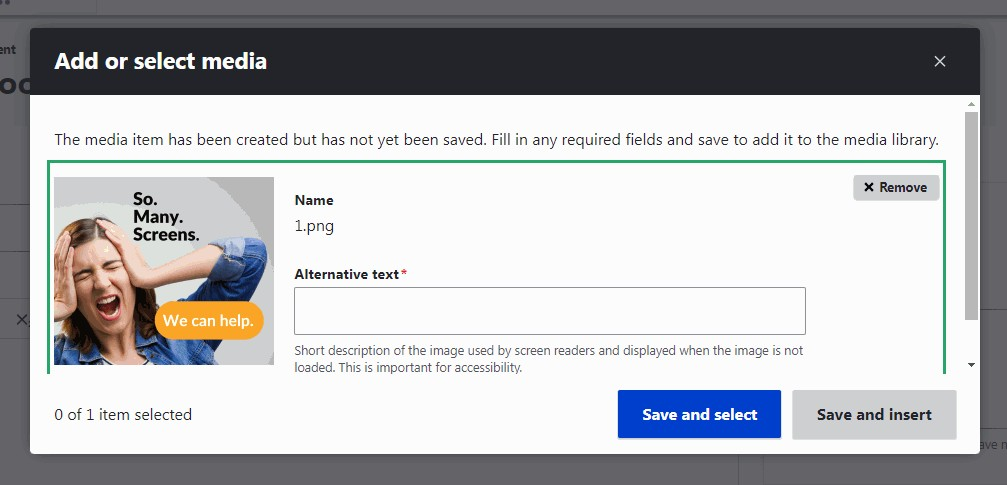 ent
Add or select media
The media item has been created but has not yet been saved. Fill in any required fields and save to add it to the media library.
So.
Many.
Screens.
We can help.
Remove
Name
1.png
Alternative text*
Short description of the image used by screen readers and displayed when the image is not
loaded. This is important for accessibility.
0 of 1 item selected
Save and select
Save and insert